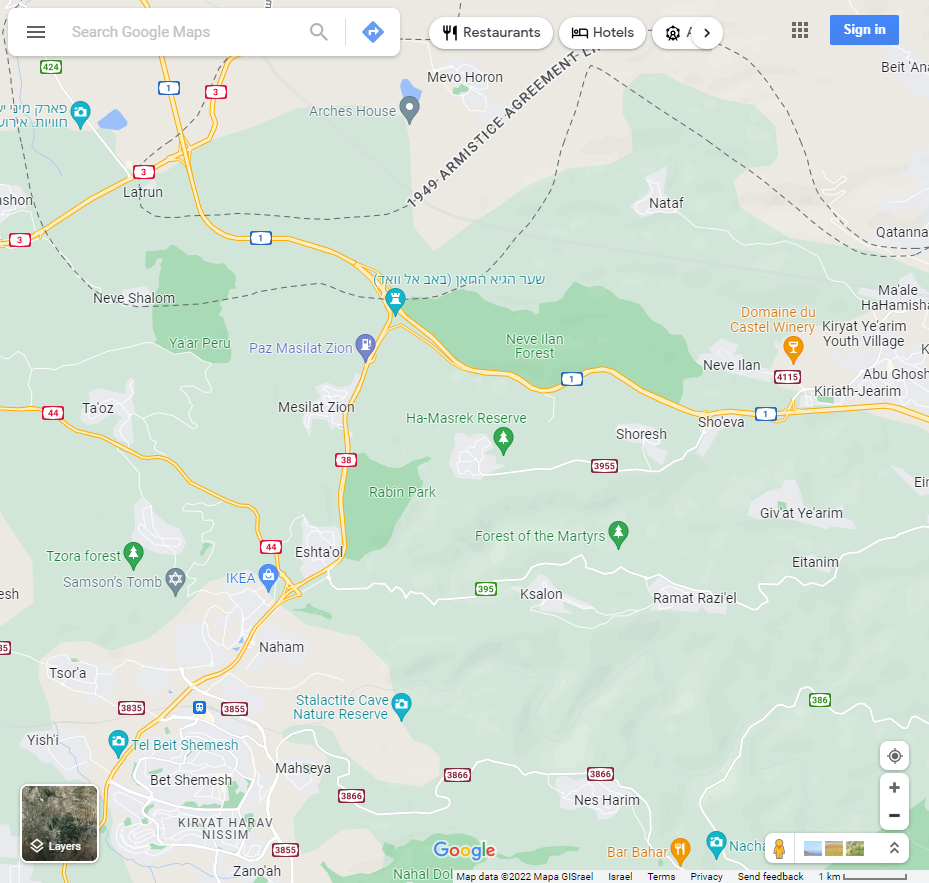 Search Google Maps
Restaurants
Hotels
Sign in
424
1
3
Mevo Horon
Beit 'Ana
Arches House
פארק מיני יש
חוויות. אירוע
1949 ARMISTICE AGREEMENT LI
3
Latrun
shon
Nataf
3
1
Qatanna
שער הגיא החאן (באב אל וואד)
Neve Shalom
Ma'ale
HaHamisha
Domaine du
Castel Winery
Kiryat Ye'arim
Youth Village
Ya'ar Peru
Paz Masilat Zion
Neve Ilan
Forest
Neve Ilan
4115
Abu Ghosh
Kiriath-Jearim
1
44
Ta'oz
Mesilat Zion
Ha-Masrek Reserve
Sho'eva
1
Shoresh
38
3955
Rabin Park
Ein
Giv'at Ye'arim
Forest of the Martyrs
44
Eshta'ol
Tzora forest
Samson's Tomb
IKEA
Eitanim
395
Ksalon
Ramat Razi'el
esh
Naham
35
Tsor'a
Stalactite Cave
Nature Reserve
386
3835
3855
Yish'i
Tel Beit Shemesh
Bet Shemesh
Mahseya
3866
3866
3866
Nes Harim
KIRYAT HARAV
NISSIM
Layers
3855
Zano'ah
Google
Bar Bahar
Nacha
Nahal Dol
Map data ©2022 Mapa GISrael
Israel
Terms
Privacy
Send feedback
1 km